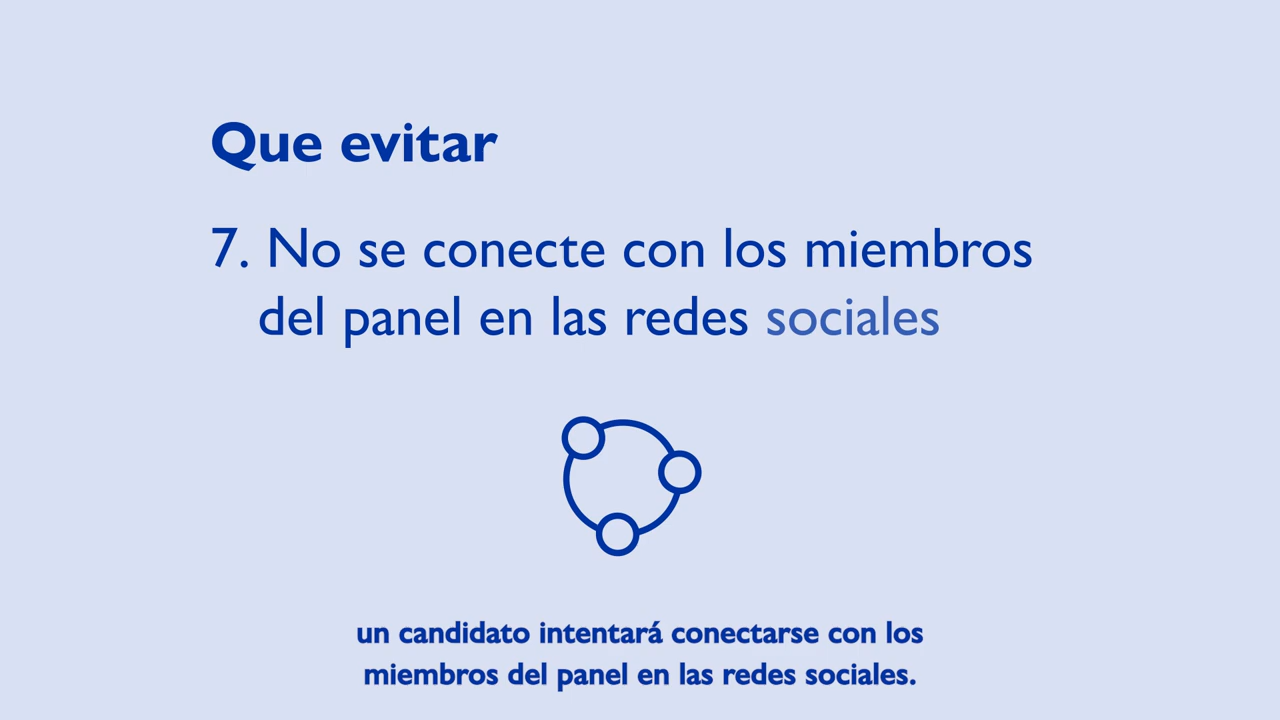 Que evitar
7. No se conecte con los miembros
del panel en las redes sociales
un candidato intentará conectarse con los
miembros del panel en las redes sociales.